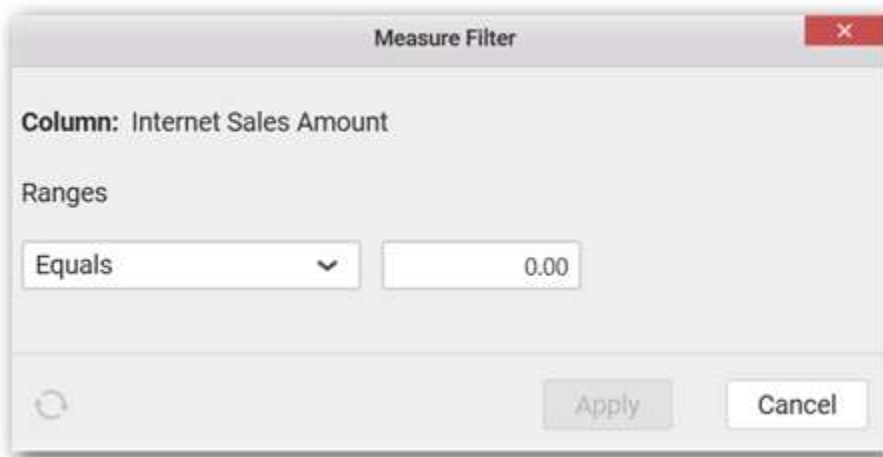 Measure Filter
Column: Internet Sales Amount
Ranges
Equals 0.00
Apply Cancel